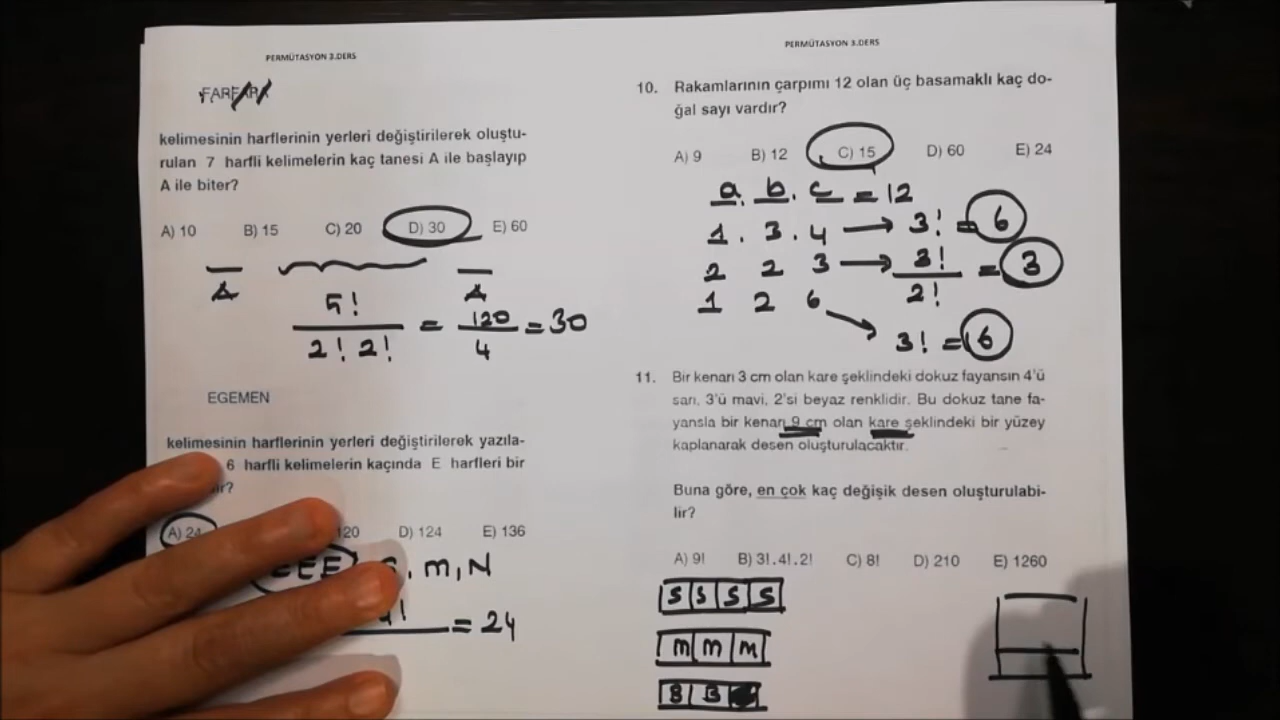 PERMÜTASYON 3.DERS
FARFARA
kelimesinin harflerinin yerleri değiştirilerek oluştu-
rulan 7 harfli kelimelerin kaç tanesi A ile başlayıp
A ile biter?
A) 10 B) 15 C) 20 D) 30 E) 60
A A
5!
2! 2! = 120 / 4 = 30
EGEMEN
kelimesinin harflerinin yerleri değiştirilerek yazıla-
6 harfli kelimelerin kaçında E harfleri bir
A) 24 120 D) 124 E) 136
EEE , m, N
= 24
PERMÜTASYON 3.DERS
10. Rakamlarının çarpımı 12 olan üç basamaklı kaç do-
ğal sayı vardır?
A) 9 B) 12 C) 15 D) 60 E) 24
a . b . c = 12
1 . 3 . 4 → 3! = 6
2 2 3 → 3! / 2! = 3
1 2 6
3! = 6
11. Bir kenarı 3 cm olan kare şeklindeki dokuz fayansın 4'ü
sarı, 3'ü mavi, 2'si beyaz renklidir. Bu dokuz tane fa-
yansla bir kenarı 9 cm olan kare şeklindeki bir yüzey
kaplanarak desen oluşturulacaktır.
Buna göre, en çok kaç değişik desen oluşturulabi-
lir?
A) 9! B) 3!.4!.2! C) 8! D) 210 E) 1260
S S S S
m m m
B B